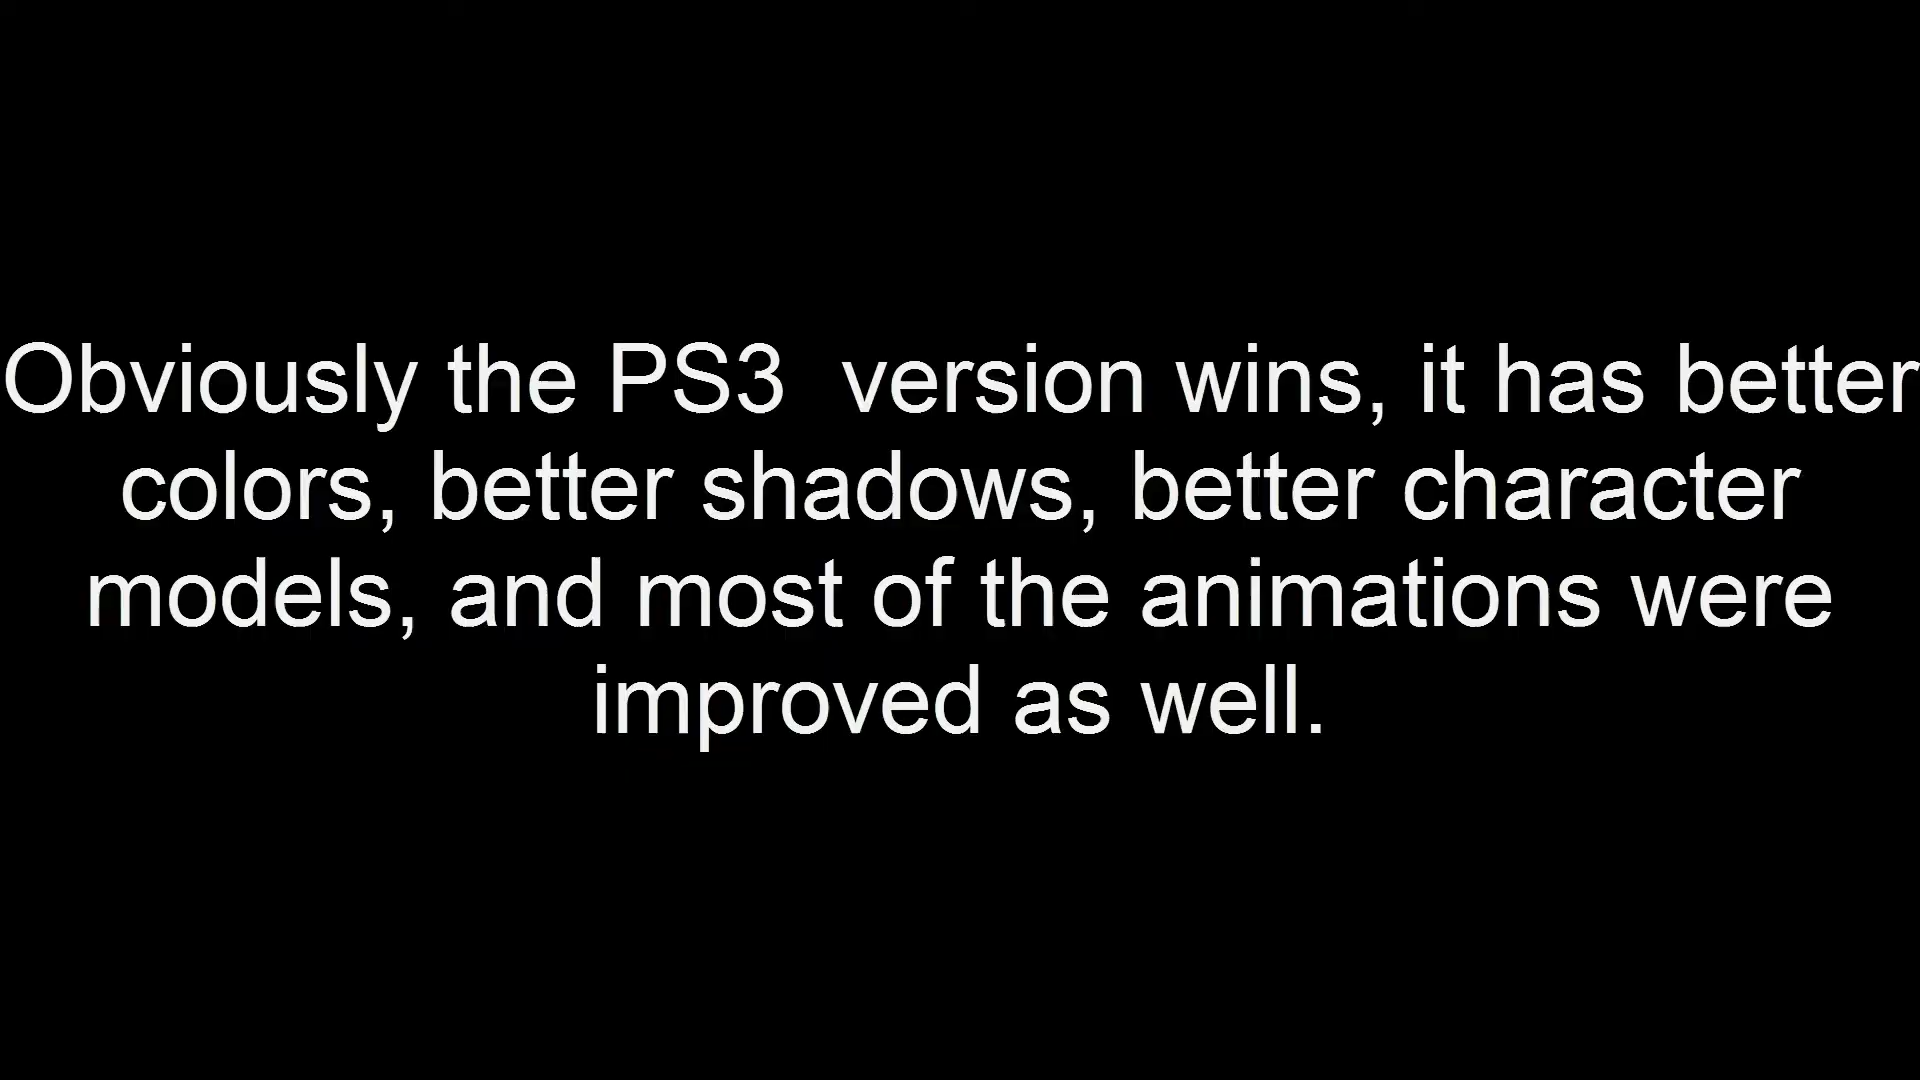 Obviously the PS3  version wins, it has better
colors, better shadows, better character
models, and most of the animations were
improved as well.